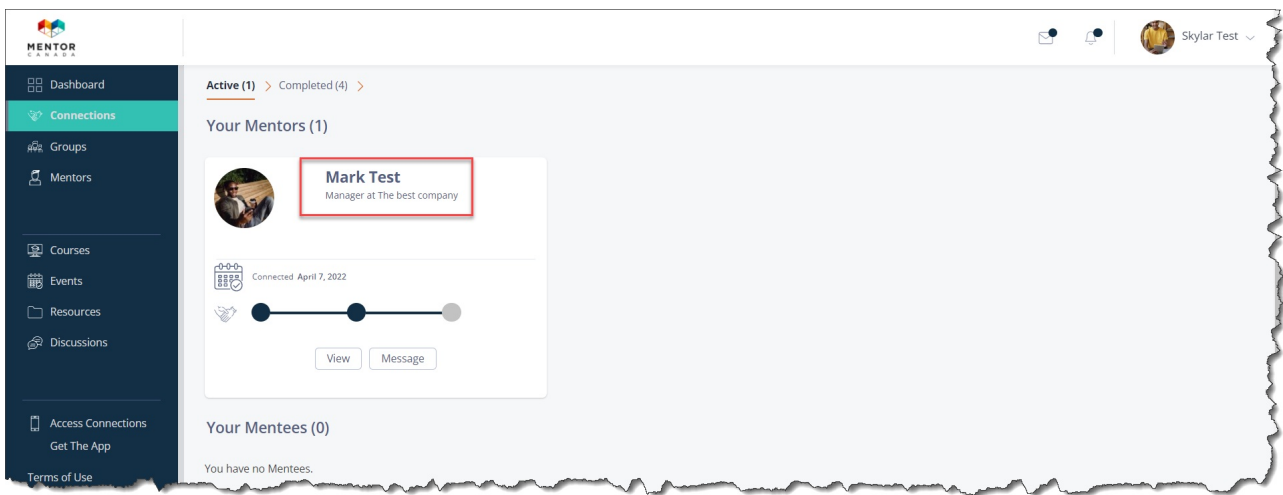 MENTOR
CANADA
Skylar Test
Dashboard
Connections
Groups
Mentors
Courses
Events
Resources
Discussions
Access Connections
Get The App
Terms of Use
Active (1) > Completed (4) >
Your Mentors (1)
Mark Test
Manager at The best company
Connected April 7, 2022
View Message
Your Mentees (0)
You have no Mentees.